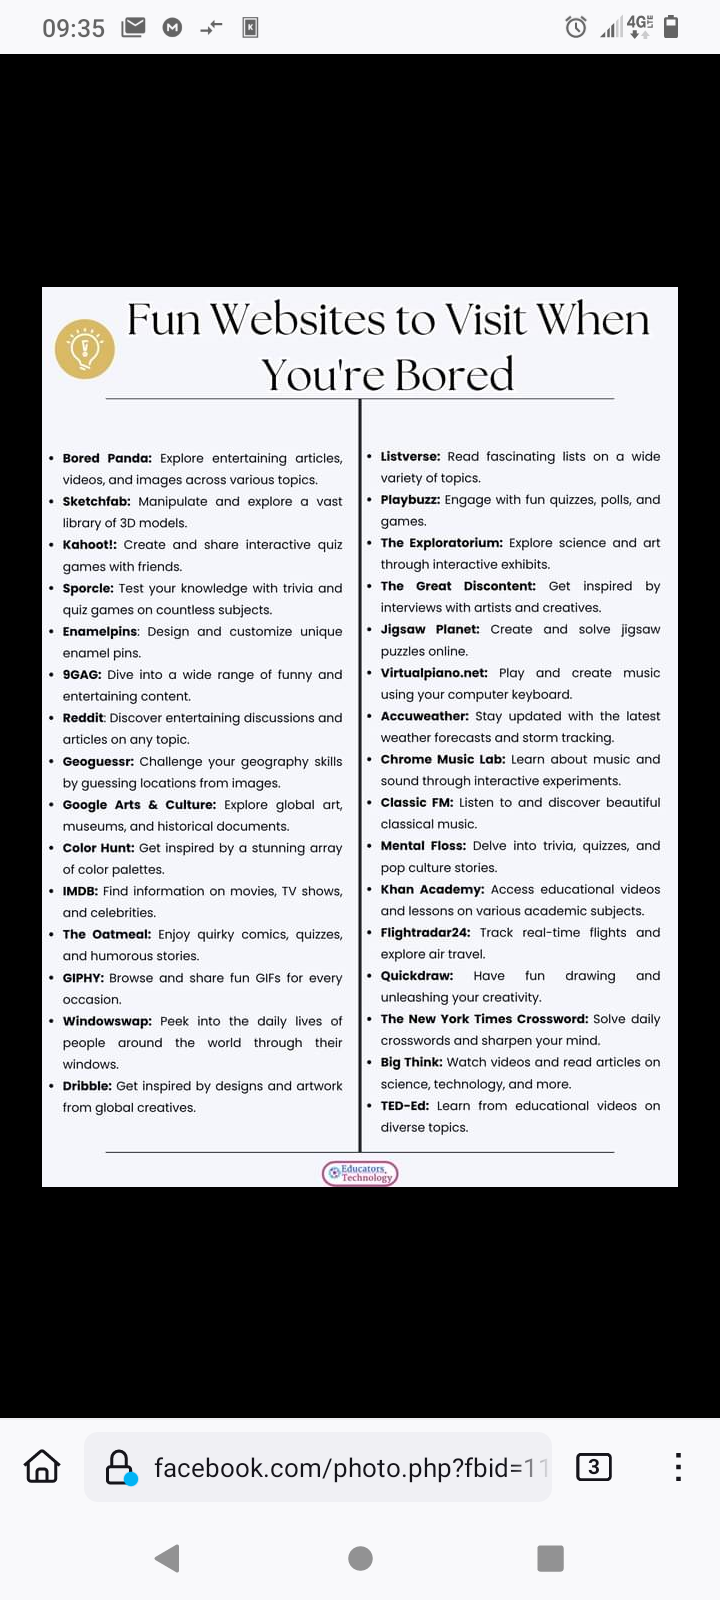 09:35
4G LTE
Fun Websites to Visit When
You're Bored
• Bored Panda: Explore entertaining articles,
videos, and images across various topics.
• Sketchfab: Manipulate and explore a vast
library of 3D models.
• Kahoot!: Create and share interactive quiz
games with friends.
• Sporcle: Test your knowledge with trivia and
quiz games on countless subjects.
• Enamelpins: Design and customize unique
enamel pins.
• 9GAG: Dive into a wide range of funny and
entertaining content.
• Reddit: Discover entertaining discussions and
articles on any topic.
• Geoguessr: Challenge your geography skills
by guessing locations from images.
• Google Arts & Culture: Explore global art,
museums, and historical documents.
• Color Hunt: Get inspired by a stunning array
of color palettes.
• IMDB: Find information on movies, TV shows,
and celebrities.
• The Oatmeal: Enjoy quirky comics, quizzes,
and humorous stories.
• GIPHY: Browse and share fun GIFs for every
occasion.
• Windowswap: Peek into the daily lives of
people around the world through their
windows.
• Dribble: Get inspired by designs and artwork
from global creatives.
• Listverse: Read fascinating lists on a wide
variety of topics.
• Playbuzz: Engage with fun quizzes, polls, and
games.
• The Exploratorium: Explore science and art
through interactive exhibits.
• The Great Discontent: Get inspired by
interviews with artists and creatives.
• Jigsaw Planet: Create and solve jigsaw
puzzles online.
• Virtualpiano.net: Play and create music
using your computer keyboard.
• Accuweather: Stay updated with the latest
weather forecasts and storm tracking.
• Chrome Music Lab: Learn about music and
sound through interactive experiments.
• Classic FM: Listen to and discover beautiful
classical music.
• Mental Floss: Delve into trivia, quizzes, and
pop culture stories.
• Khan Academy: Access educational videos
and lessons on various academic subjects.
• Flightradar24: Track real-time flights and
explore air travel.
• Quickdraw: Have fun drawing and
unleashing your creativity.
• The New York Times Crossword: Solve daily
crosswords and sharpen your mind.
• Big Think: Watch videos and read articles on
science, technology, and more.
• TED-Ed: Learn from educational videos on
diverse topics.
Educators
Technology
facebook.com/photo.php?fbid=11
3